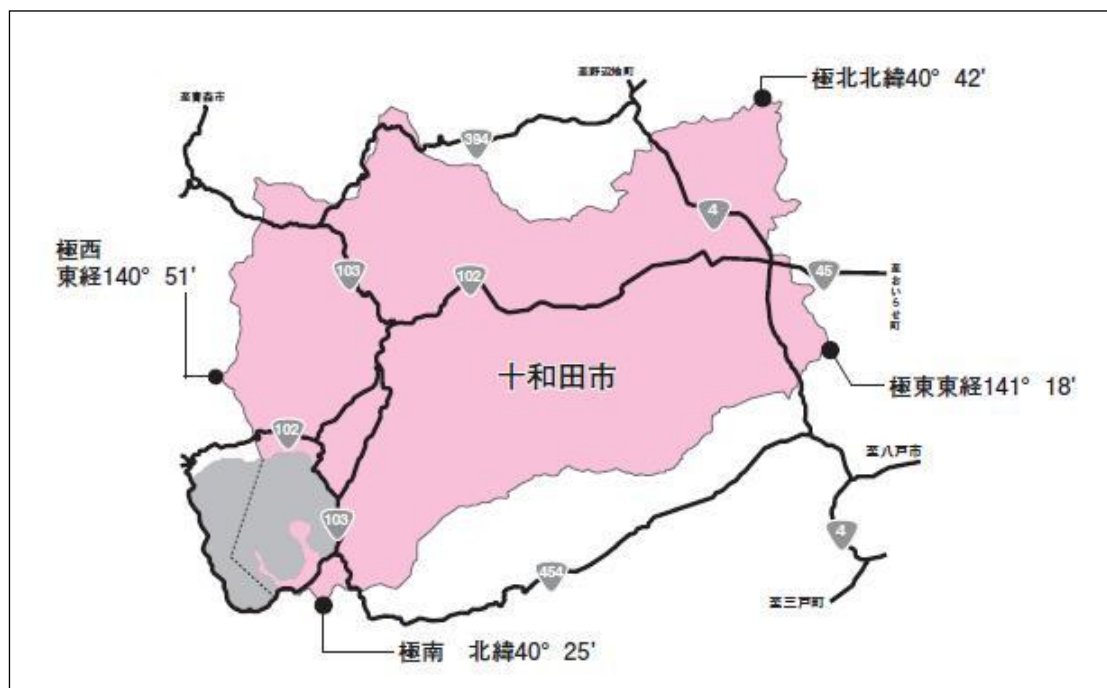 至野辺地町
極北北緯40° 42'
至青森市
394
4
極西
東経140° 51'
103
102
45
至おいらせ町
十和田市
極東東経141° 18'
102
至八戸市
103
4
454
至三戸町
極南 北緯40° 25'